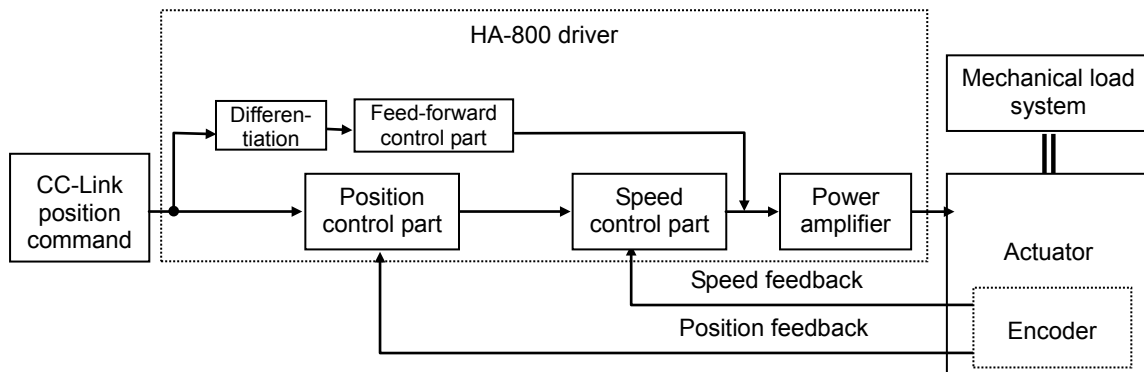 HA-800 driver
Mechanical load
system
Differen-
tiation
Feed-forward
control part
CC-Link
position
command
Position
control part
Speed
control part
Power
amplifier
Actuator
Speed feedback
Position feedback
Encoder